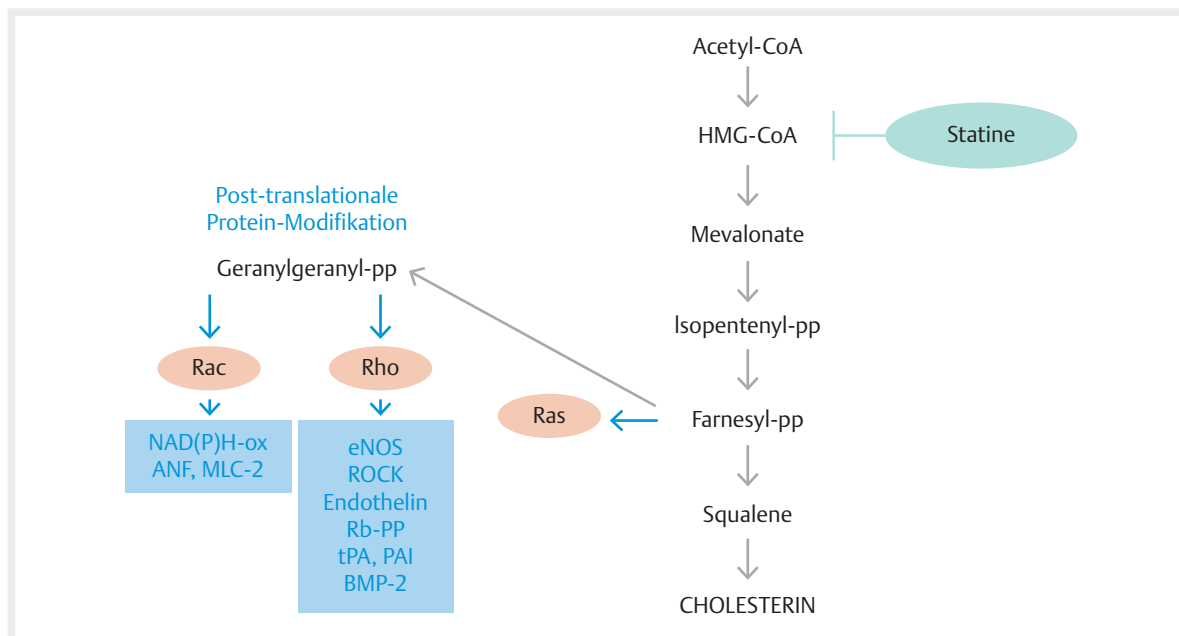 Acetyl-CoA
HMG-CoA
Statine
Post-translationale
Protein-Modifikation
Mevalonate
Geranylgeranyl-pp
Isopentenyl-pp
Rac
Rho
Ras
Farnesyl-pp
NAD(P)H-ox
ANF, MLC-2
eNOS
ROCK
Endothelin
Rb-PP
tPA, PAI
BMP-2
Squalene
CHOLESTERIN